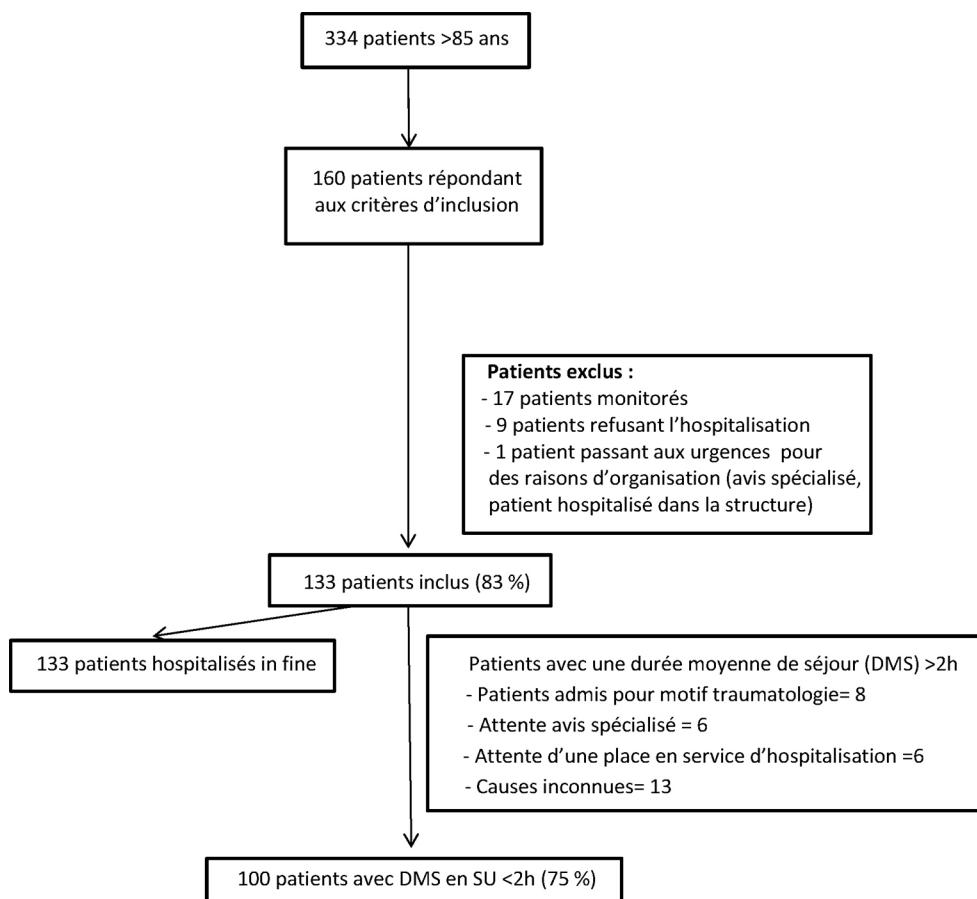 334 patients >85 ans
160 patients répondant
aux critères d’inclusion
Patients exclus :
- 17 patients monitorés
- 9 patients refusant l’hospitalisation
- 1 patient passant aux urgences pour
des raisons d’organisation (avis spécialisé,
patient hospitalisé dans la structure)
133 patients inclus (83 %)
133 patients hospitalisés in fine
Patients avec une durée moyenne de séjour (DMS) >2h
- Patients admis pour motif traumatologie= 8
- Attente avis spécialisé = 6
- Attente d’une place en service d’hospitalisation =6
- Causes inconnues= 13
100 patients avec DMS en SU <2h (75 %)